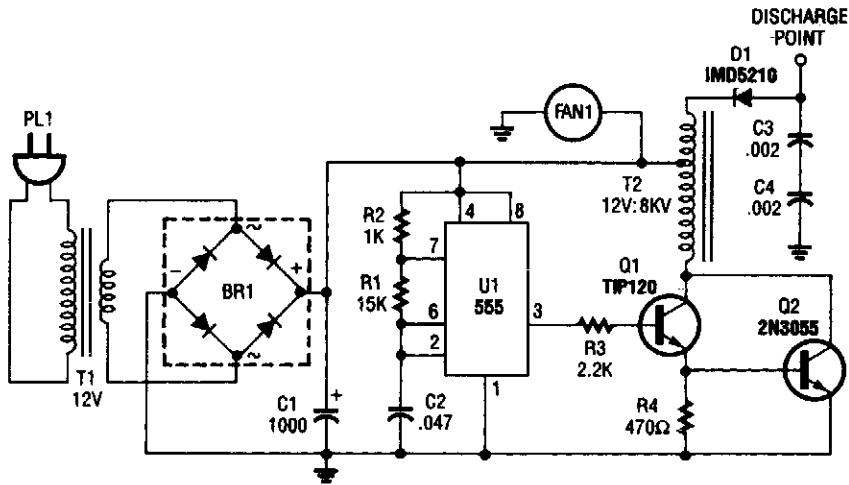 DISCHARGE
POINT
D1
IMD5210
PL1
FAN1
C3
.002
C4
.002
T2
12V:8KV
4
8
R2
1K
7
U1
555
R1
15K
6
2
3
1
Q1
TIP120
Q2
2N3055
R3
2.2K
R4
470Ω
~
−
BR1
+
~
T1
12V
+
C1
1000
C2
.047